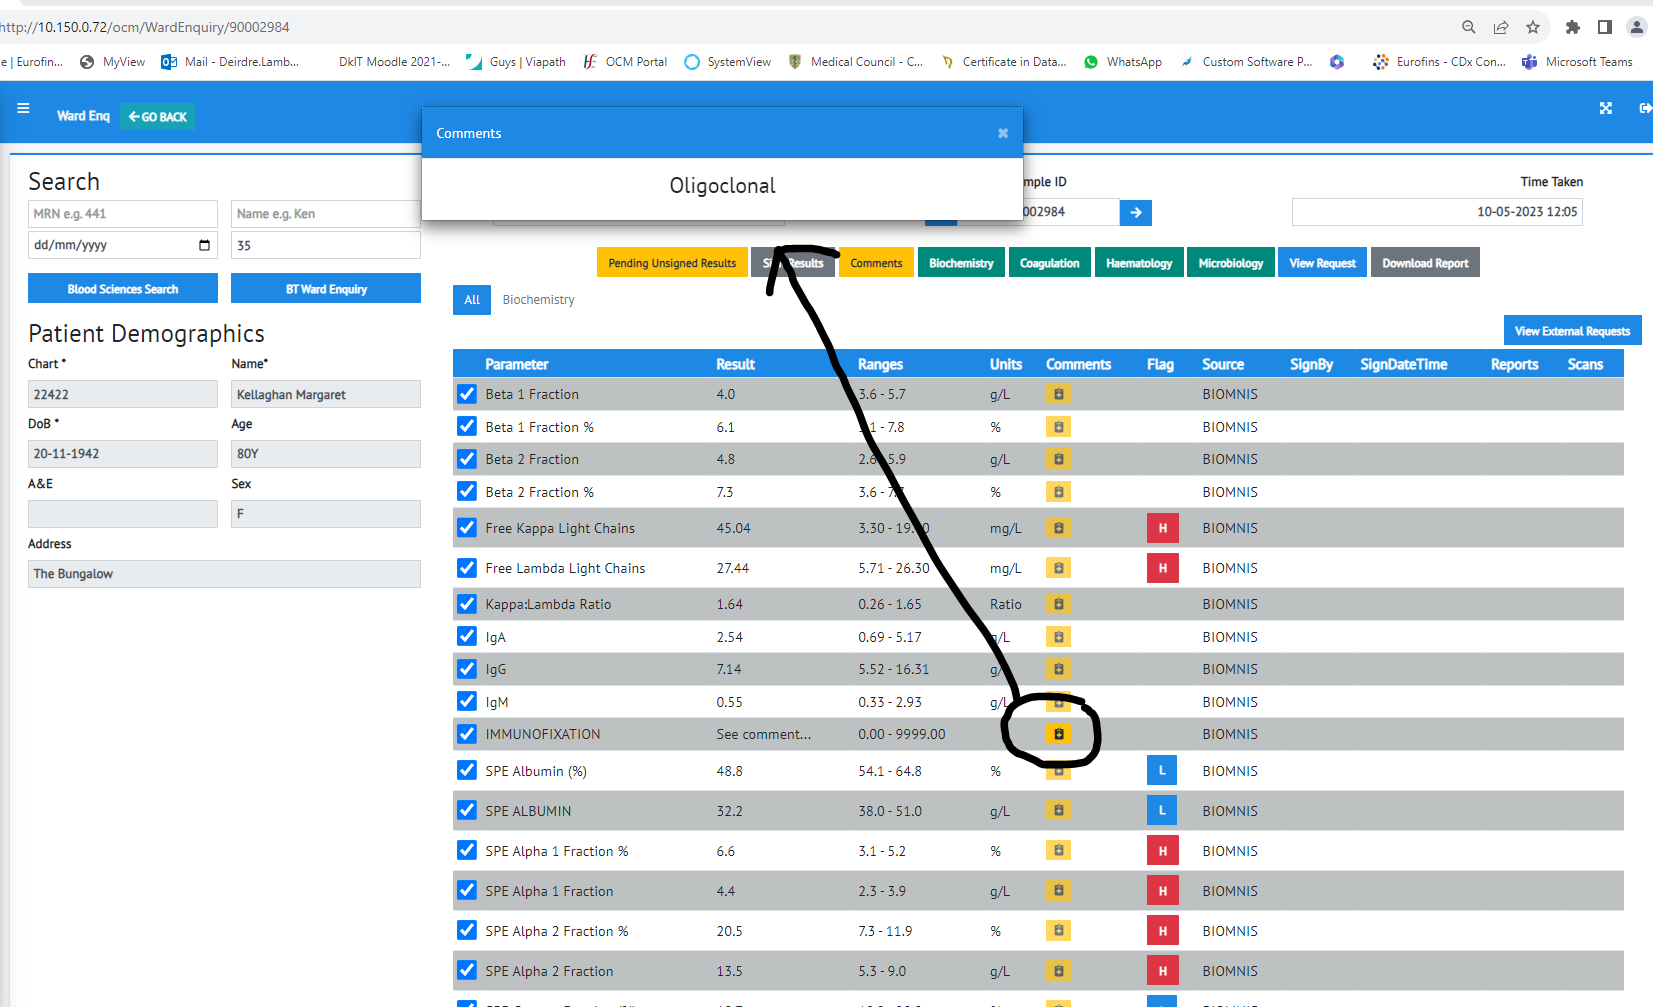 http://10.150.0.72/ocm/WardEnquiry/90002984
e | Eurofin... MyView Mail - Deirdre.Lamb... DkIT Moodle 2021-... Guys | Viapath OCM Portal SystemView Medical Council - C... Certificate in Data... WhatsApp Custom Software P... Eurofins - CDx Con... Microsoft Teams
Ward Enq GO BACK
Comments
Oligoclonal
Search
mple ID Time Taken
MRN e.g. 441 Name e.g. Ken
002984 10-05-2023 12:05
dd/mm/yyyy 35
Pending Unsigned Results Results Comments Biochemistry Coagulation Haematology Microbiology View Request Download Report
Blood Sciences Search BT Ward Enquiry
All Biochemistry
View External Requests
Patient Demographics
Chart * Name*
22422 Kellaghan Margaret
DoB * Age
20-11-1942 80Y
A&E Sex
F
Address
The Bungalow
Parameter Result Ranges Units Comments Flag Source SignBy SignDateTime Reports Scans
Beta 1 Fraction 4.0 3.6 - 5.7 g/L BIOMNIS
Beta 1 Fraction % 6.1 - 7.8 % BIOMNIS
Beta 2 Fraction 4.8 5.9 g/L BIOMNIS
Beta 2 Fraction % 7.3 3.6 - % BIOMNIS
Free Kappa Light Chains 45.04 3.30 - mg/L H BIOMNIS
Free Lambda Light Chains 27.44 5.71 - 26.30 mg/L H BIOMNIS
Kappa:Lambda Ratio 1.64 0.26 - 1.65 Ratio BIOMNIS
IgA 2.54 0.69 - 5.17 g/L BIOMNIS
IgG 7.14 5.52 - 16.31 g/ BIOMNIS
IgM 0.55 0.33 - 2.93 g/L BIOMNIS
IMMUNOFIXATION See comment... 0.00 - 9999.00 BIOMNIS
SPE Albumin (%) 48.8 54.1 - 64.8 % L BIOMNIS
SPE ALBUMIN 32.2 38.0 - 51.0 g/L L BIOMNIS
SPE Alpha 1 Fraction % 6.6 3.1 - 5.2 % H BIOMNIS
SPE Alpha 1 Fraction 4.4 2.3 - 3.9 g/L H BIOMNIS
SPE Alpha 2 Fraction % 20.5 7.3 - 11.9 % H BIOMNIS
SPE Alpha 2 Fraction 13.5 5.3 - 9.0 g/L H BIOMNIS